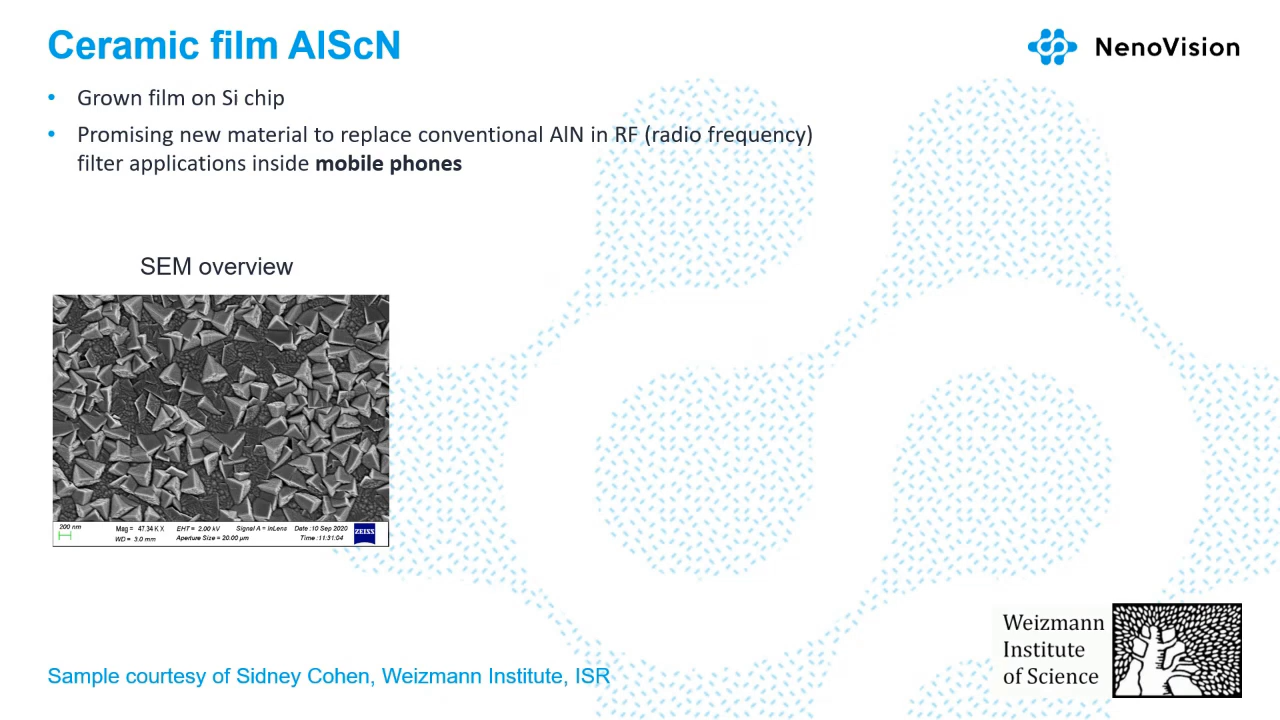 Ceramic film AlScN
NenoVision
• Grown film on Si chip
• Promising new material to replace conventional AlN in RF (radio frequency)
filter applications inside mobile phones
SEM overview
200 nm
Mag = 47.34 K X
EHT = 2.00 kV
Signal A = InLens
Date :10 Sep 2020
WD = 3.0 mm
Aperture Size = 20.00 µm
Time :11:31:04
ZEISS
Weizmann
Institute
of Science
Sample courtesy of Sidney Cohen, Weizmann Institute, ISR